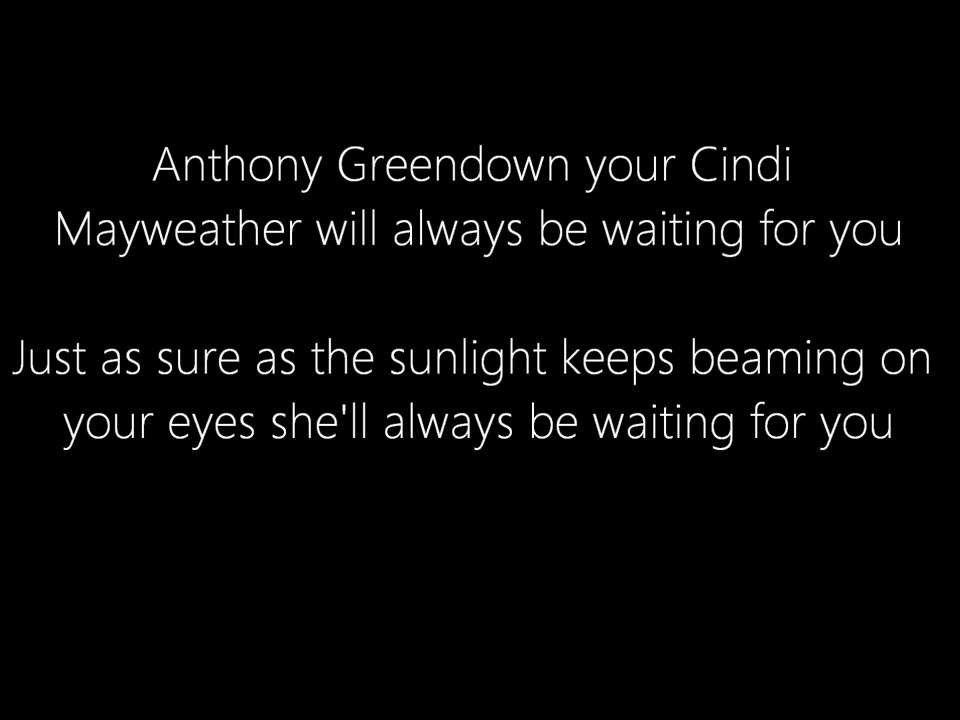 Anthony Greendown your Cindi
Mayweather will always be waiting for you
Just as sure as the sunlight keeps beaming on
your eyes she'll always be waiting for you